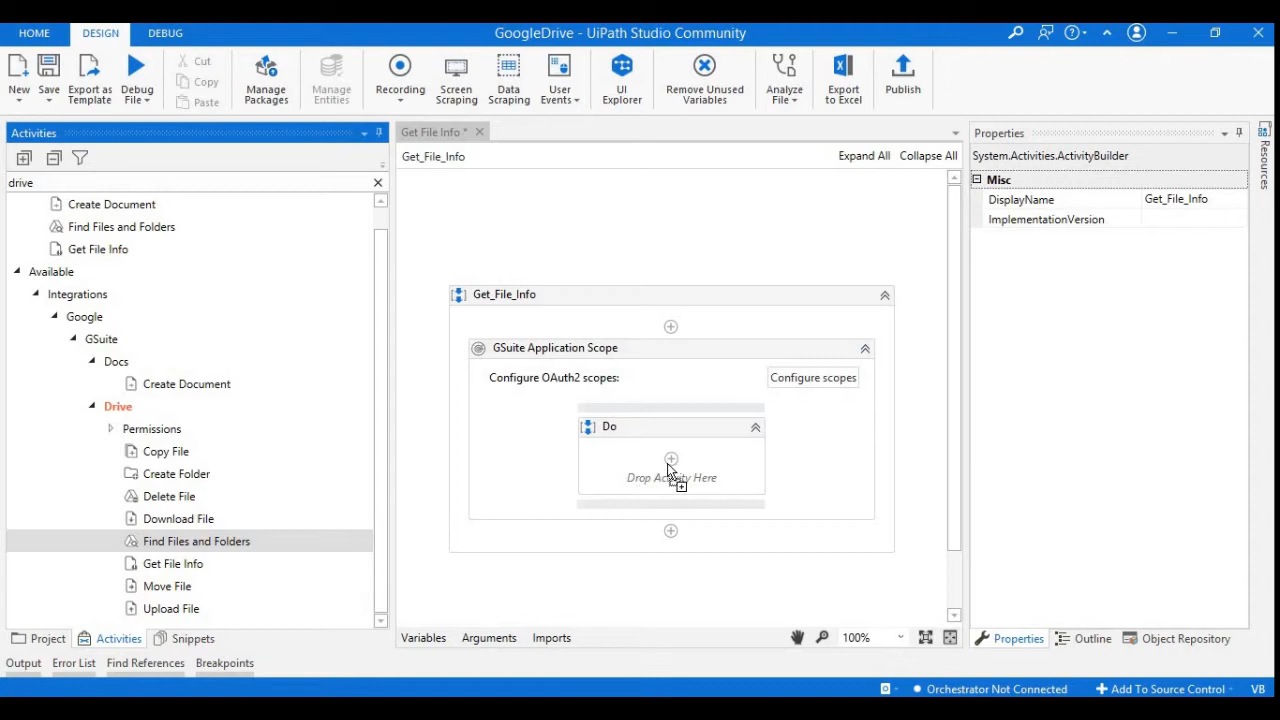 HOME
DESIGN
DEBUG
GoogleDrive - UiPath Studio Community
New
Save
Export as Template
Debug File
Cut
Copy
Paste
Manage Packages
Manage Entities
Recording
Screen Scraping
Data Scraping
User Events
UI Explorer
Remove Unused Variables
Analyze File
Export to Excel
Publish
Activities
drive
Create Document
Find Files and Folders
Get File Info
Available
Integrations
Google
GSuite
Docs
Create Document
Drive
Permissions
Copy File
Create Folder
Delete File
Download File
Find Files and Folders
Get File Info
Move File
Upload File
Project
Activities
Snippets
Get File Info *
Get_File_Info
Expand All
Collapse All
Get_File_Info
GSuite Application Scope
Configure OAuth2 scopes:
Configure scopes
Do
Drop Activity Here
Variables
Arguments
Imports
100%
Properties
System.Activities.ActivityBuilder
Misc
DisplayName
Get_File_Info
ImplementationVersion
Resources
Properties
Outline
Object Repository
Output
Error List
Find References
Breakpoints
Orchestrator Not Connected
Add To Source Control
VB